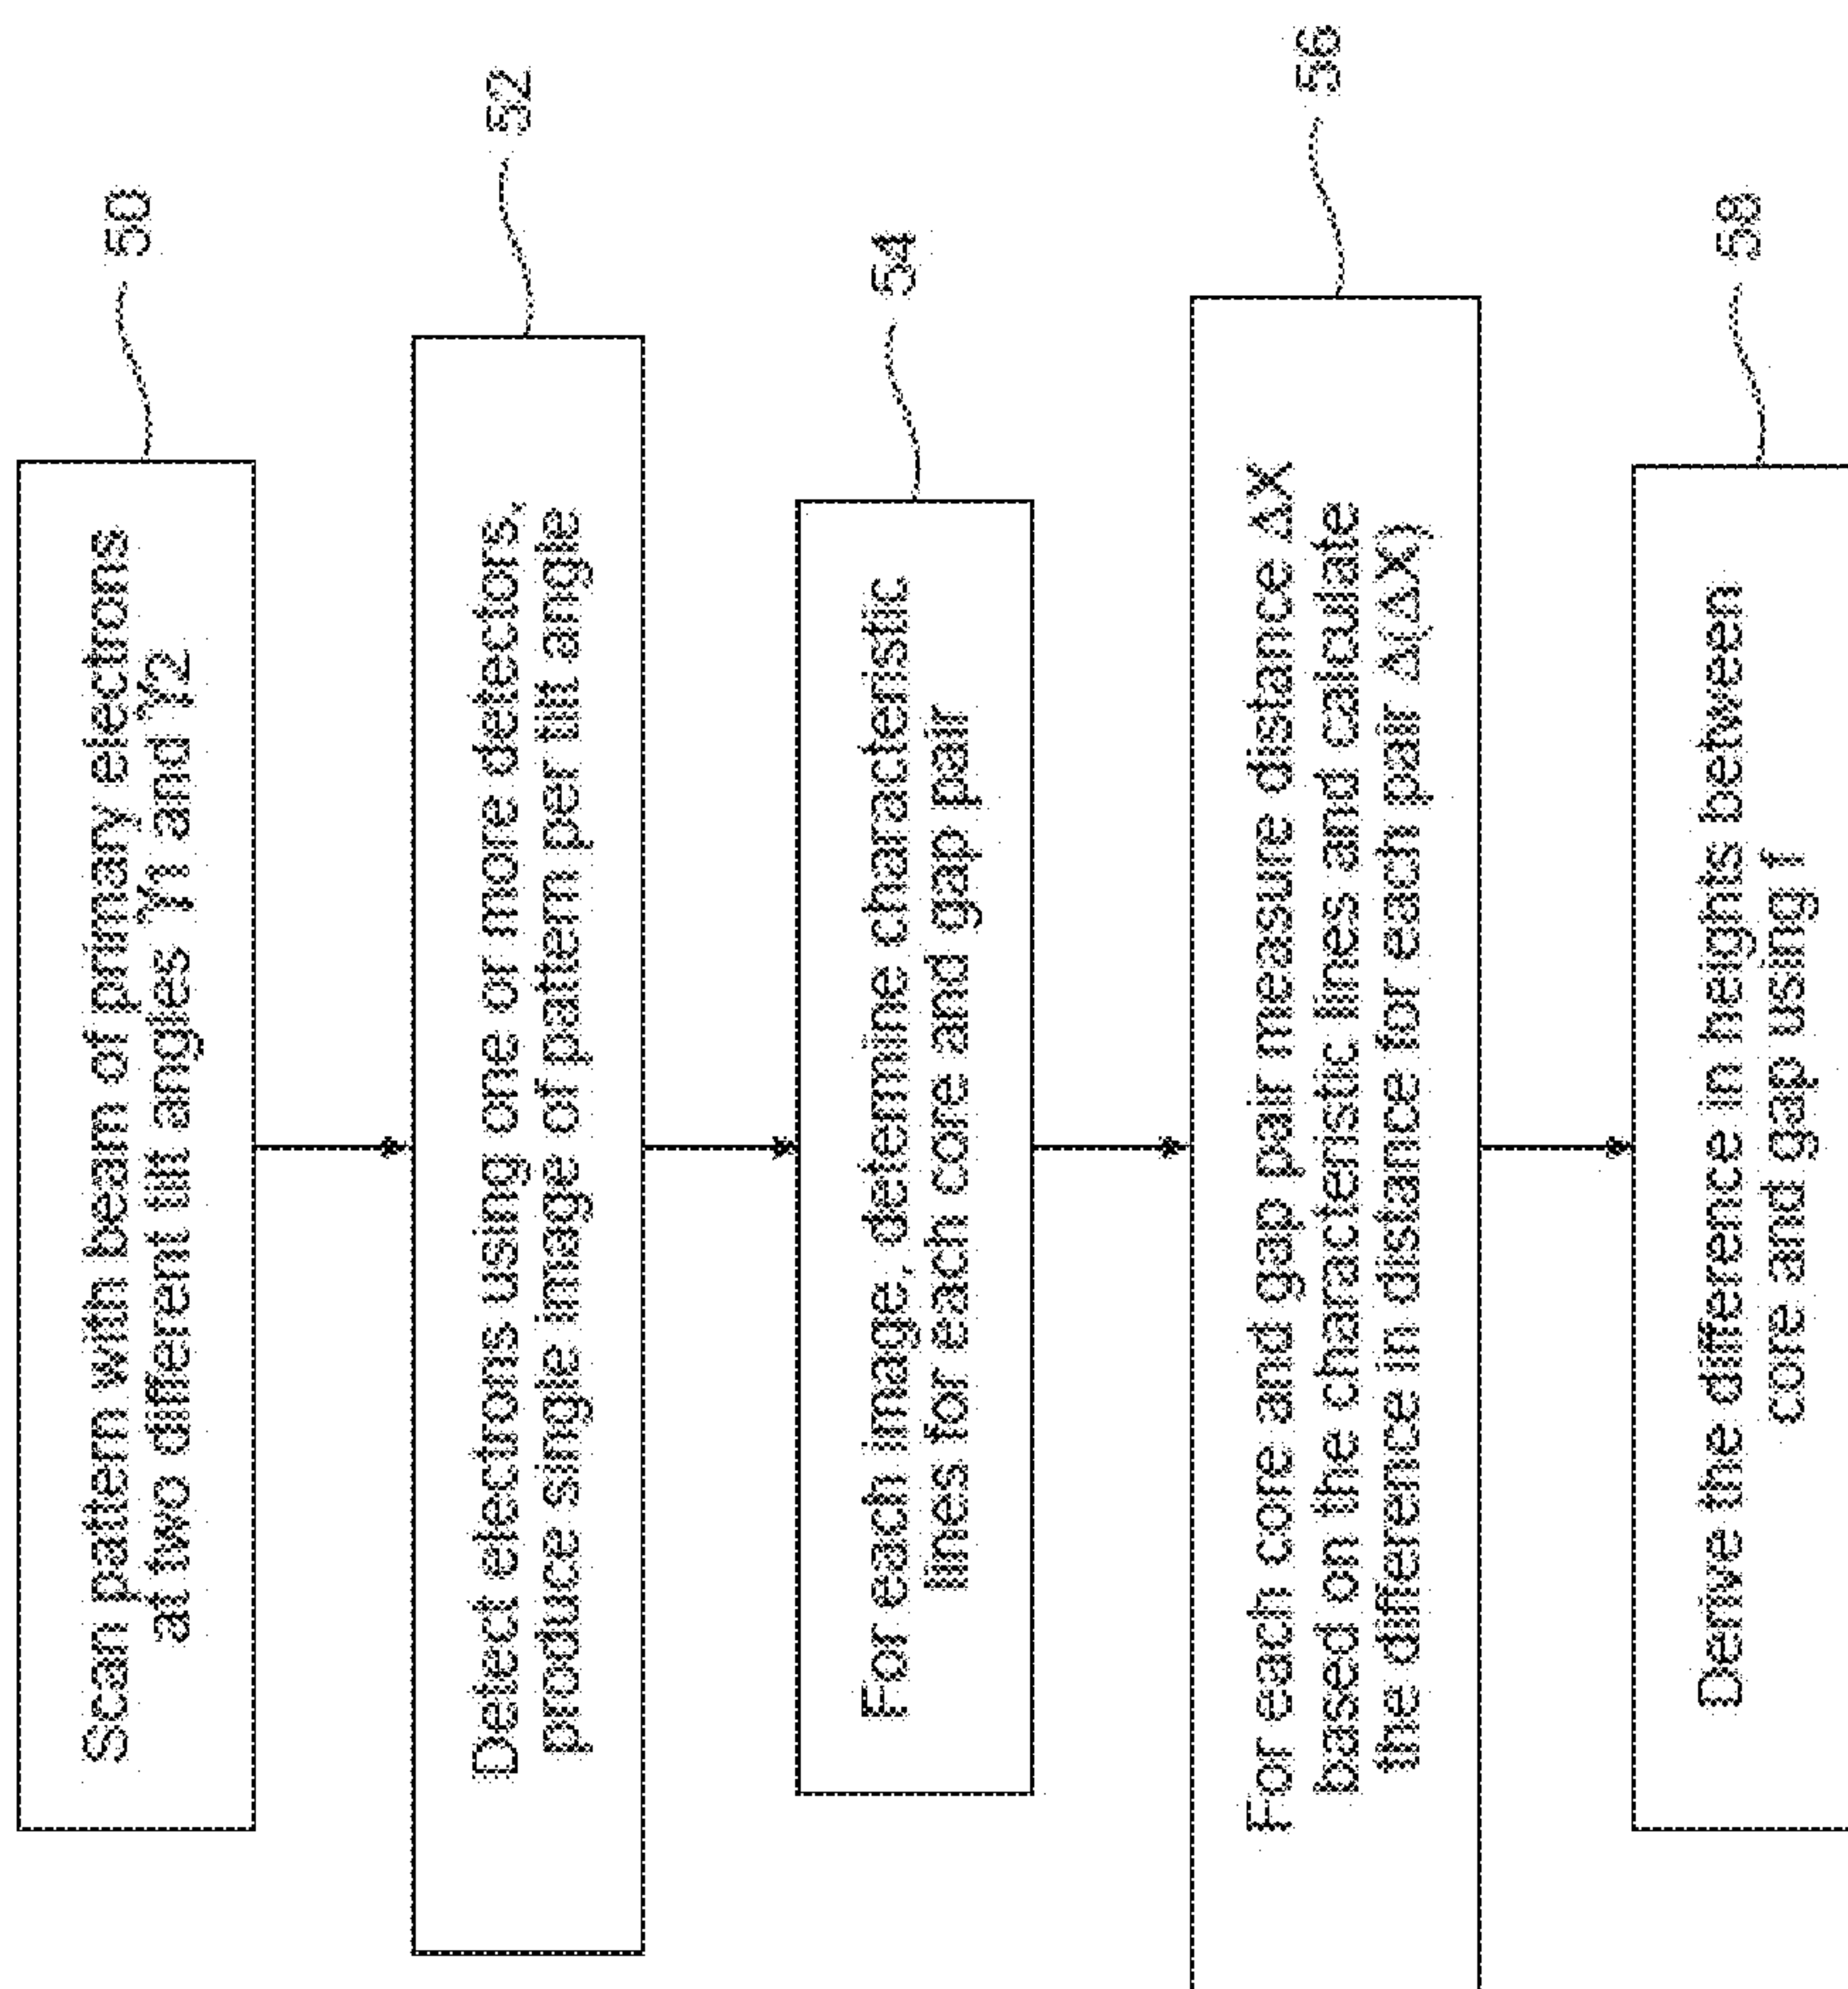 Scan pattern with beam of primary electrons
at two different tilt angles ϒ1 and ϒ2
50
Detect electrons using one or more detectors,
produce single image of pattern per tilt angle
52
For each image, determine characteristic
lines for each core and gap pair
54
For each core and gap pair measure distance ΔX
based on the characteristic lines and calculate
the difference in distance for each pair Δ(ΔX)
56
Derive the difference in heights between
core and gap using f
58